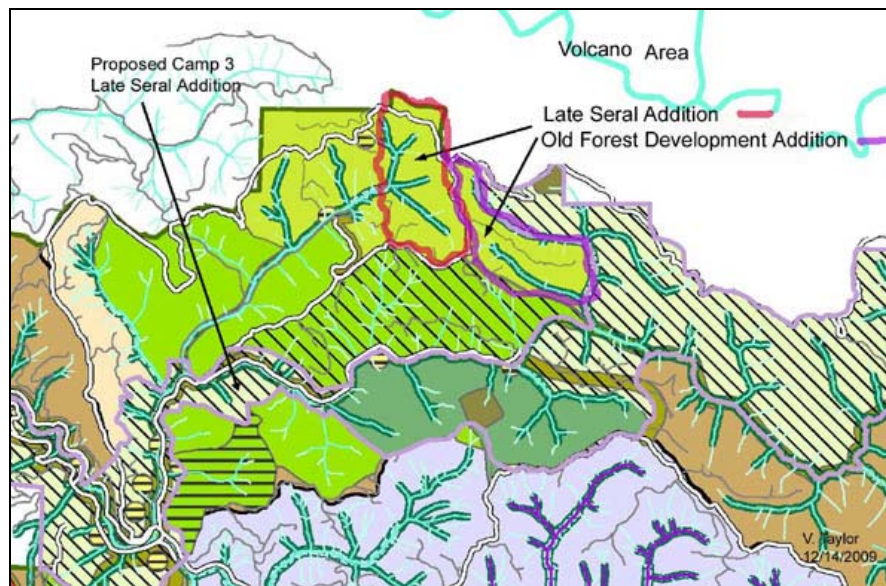 Proposed Camp 3
Late Seral Addition
Volcano Area
Late Seral Addition
Old Forest Development Addition
V. Taylor
12/14/2009